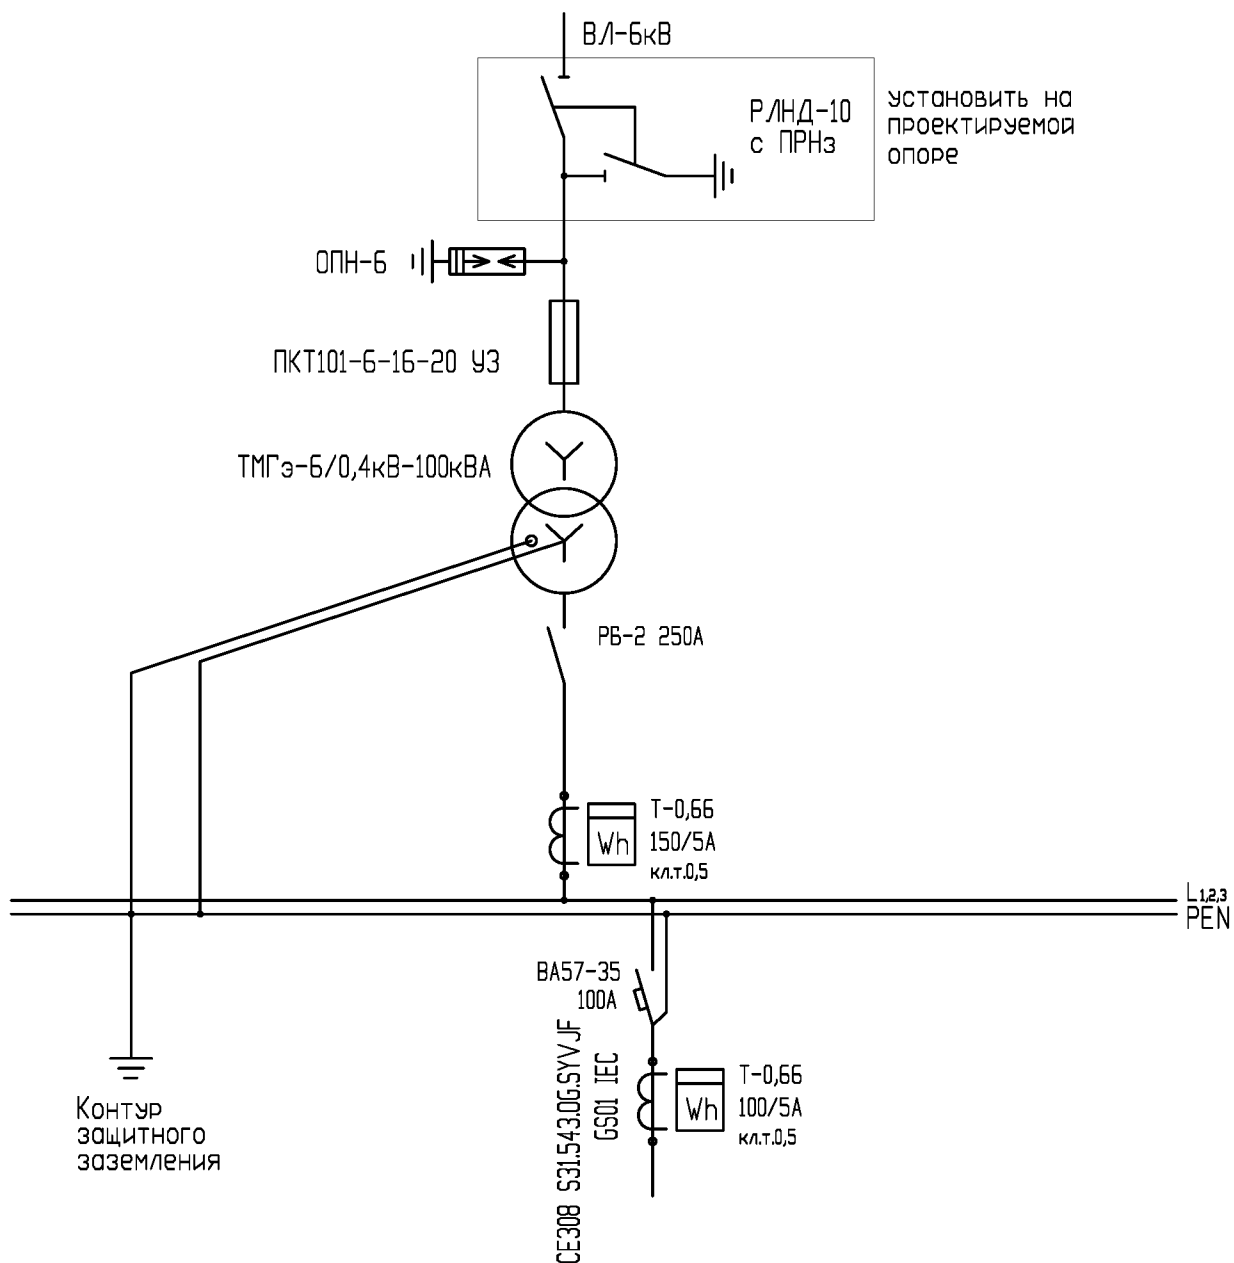 ВЛ-6кВ
РЛНД-10
с ПРНз
установить на
проектируемой
опоре
ОПН-6
ПКТ101-6-16-20 У3
ТМГэ-6/0,4кВ-100кВА
РБ-2 250А
Т-0,66
150/5А
кл.т.0,5
Wh
L1,2,3
PEN
ВА57-35
100А
СЕ308 S31.543.0G.SYVJF
GS01 IEC
Т-0,66
100/5А
кл.т.0,5
Wh
Контур
защитного
заземления